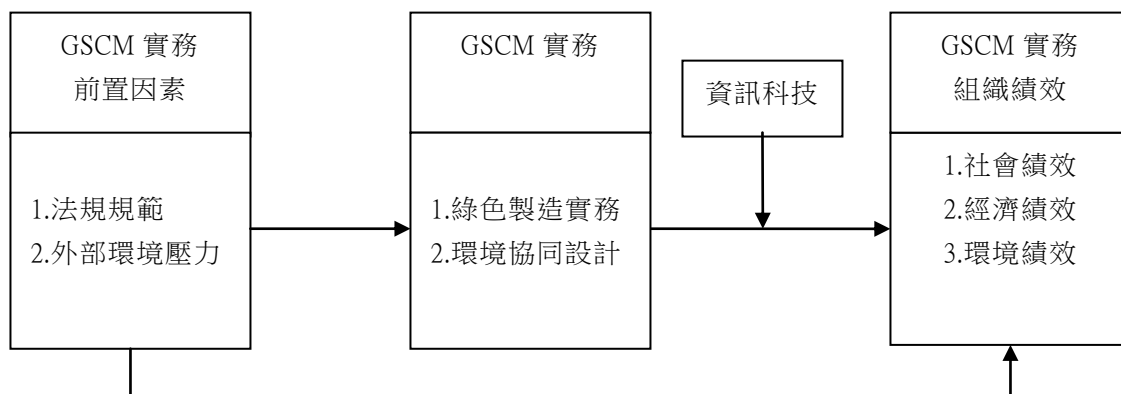 GSCM 實務
前置因素
1.法規規範
2.外部環境壓力
GSCM 實務
1.綠色製造實務
2.環境協同設計
資訊科技
GSCM 實務
組織績效
1.社會績效
2.經濟績效
3.環境績效